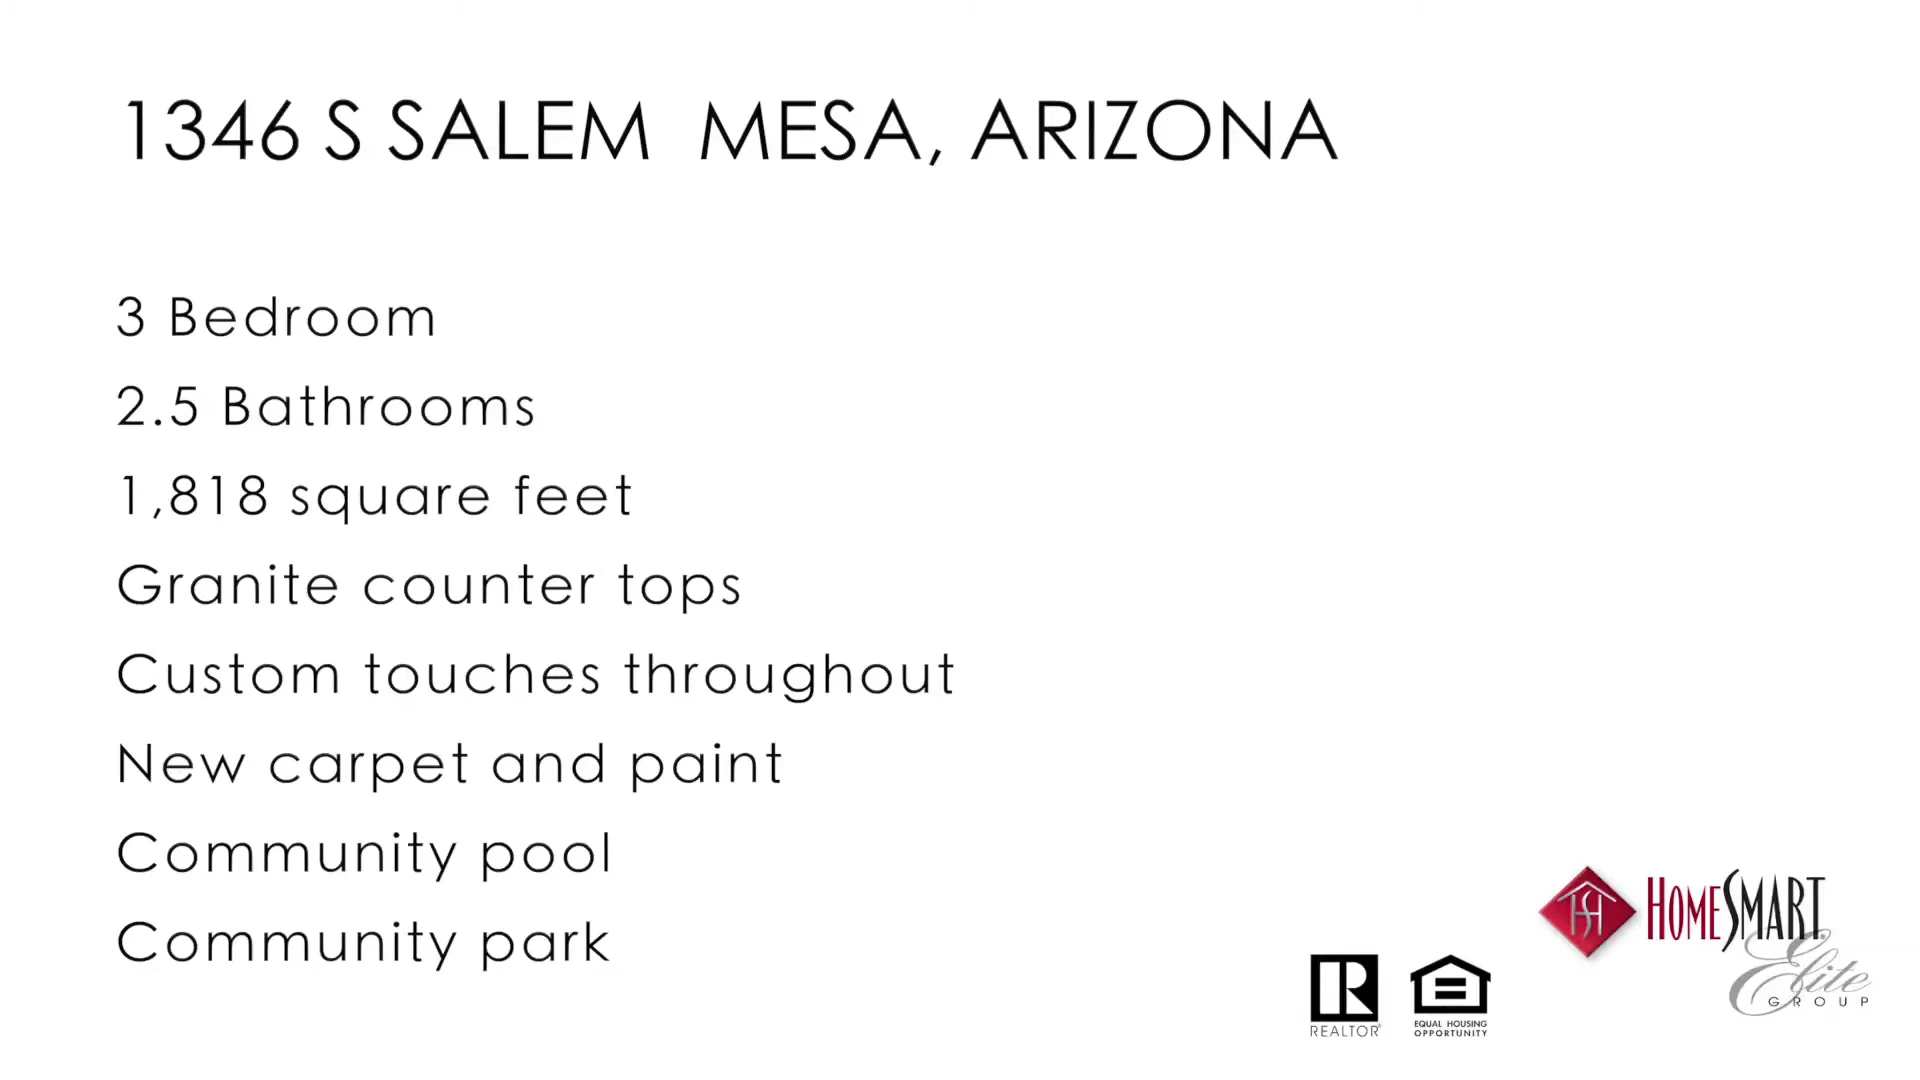 1346 S SALEM  MESA, ARIZONA
3 Bedroom
2.5 Bathrooms
1,818 square feet
Granite counter tops
Custom touches throughout
New carpet and paint
Community pool
Community park
HOMESMART
Elite
GROUP
REALTOR®
EQUAL HOUSING
OPPORTUNITY